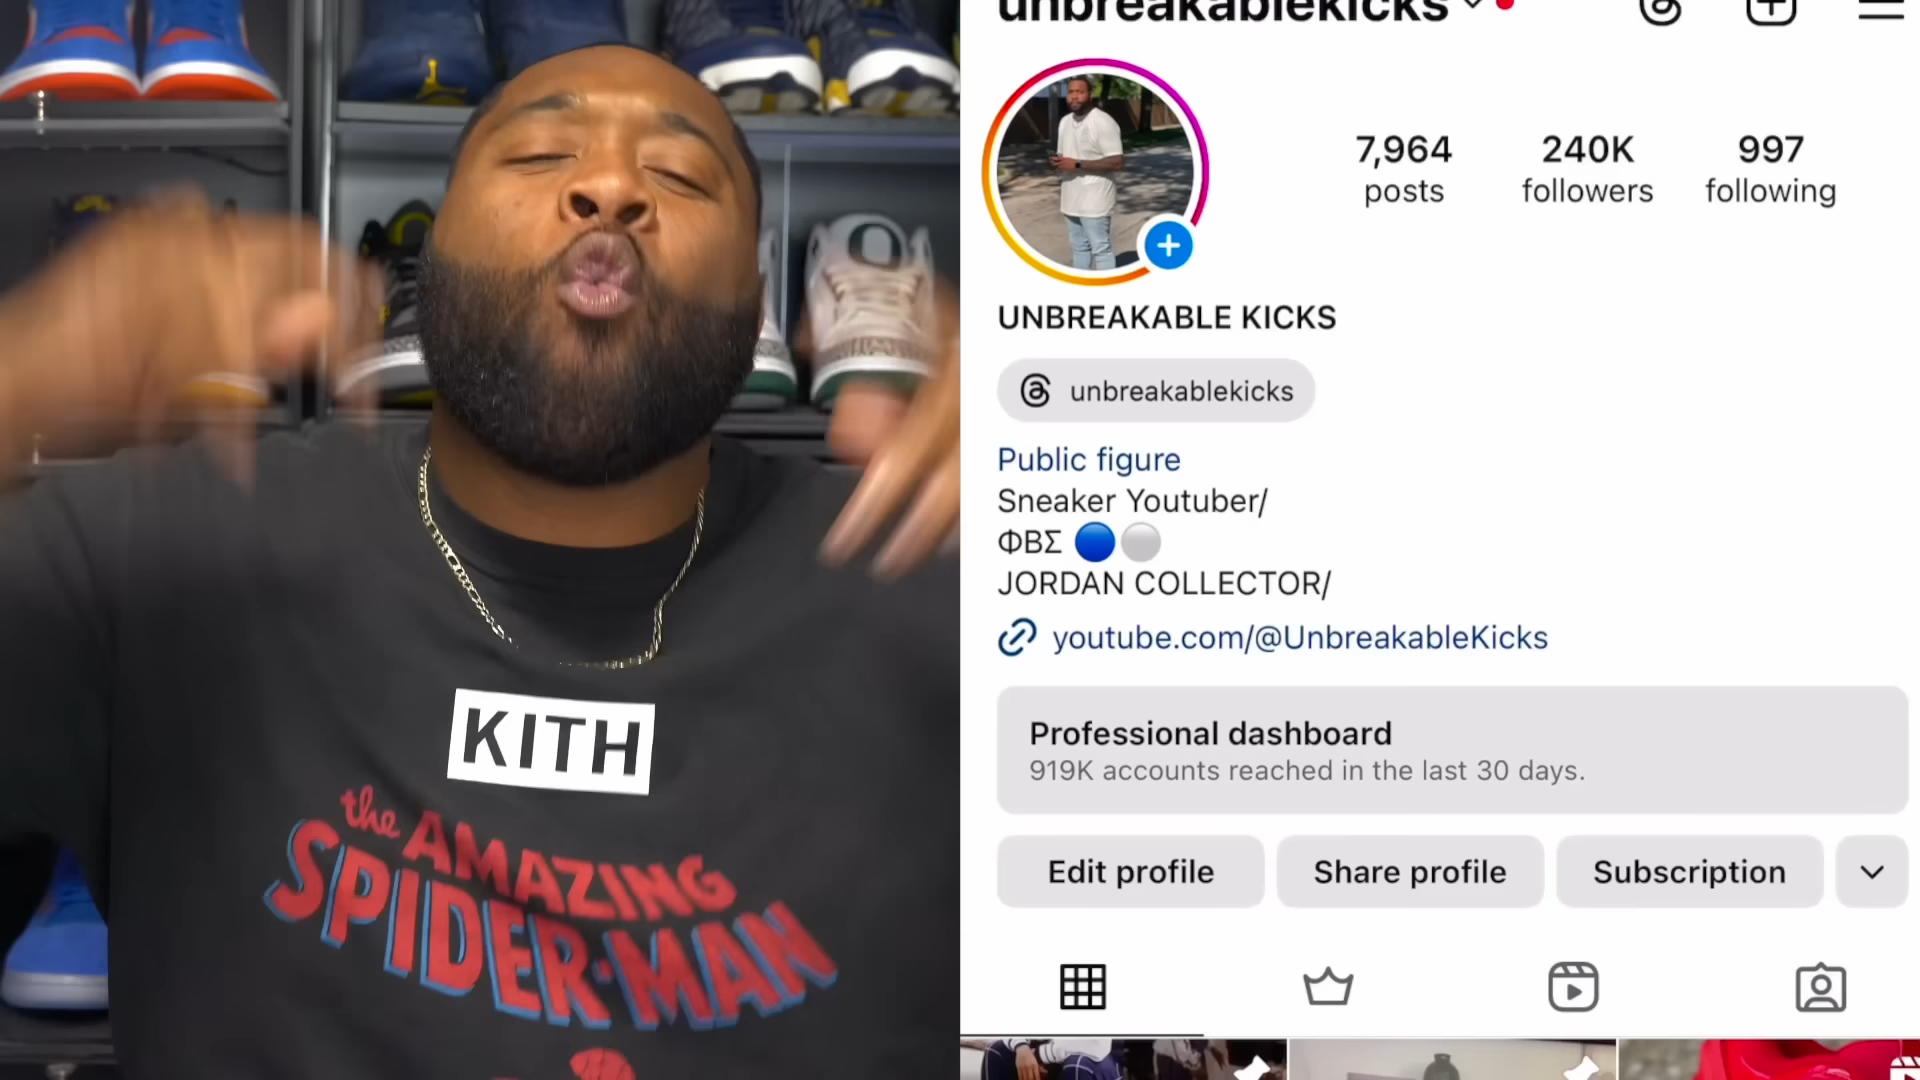 unbreakablekicks
7,964
posts
240K
followers
997
following
UNBREAKABLE KICKS
unbreakablekicks
Public figure
Sneaker Youtuber/
ΦΒΣ 🔵⚪
JORDAN COLLECTOR/
youtube.com/@UnbreakableKicks
Professional dashboard
919K accounts reached in the last 30 days.
Edit profile
Share profile
Subscription
KITH
the AMAZING
SPIDER-MAN
O